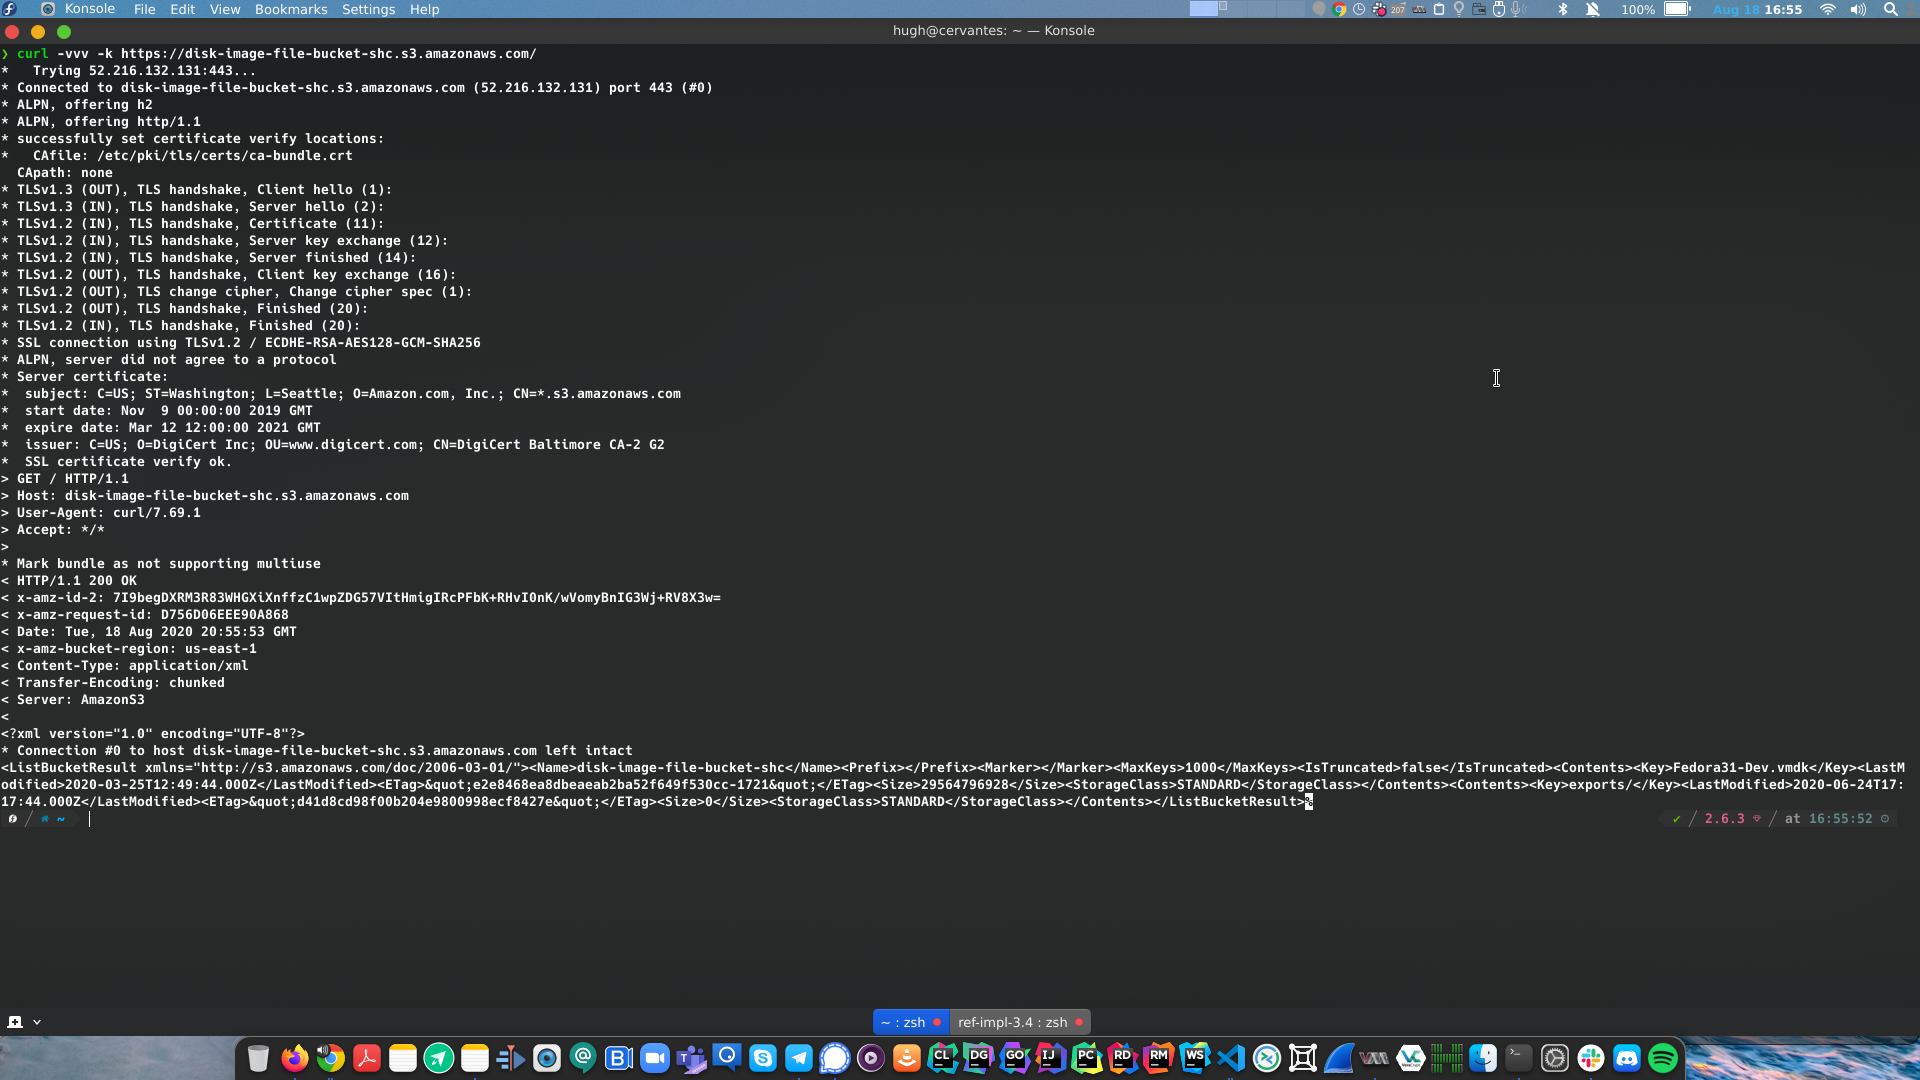 Konsole File Edit View Bookmarks Settings Help 207 100% Aug 18 16:55
hugh@cervantes: ~ — Konsole
❯ curl -vvv -k https://disk-image-file-bucket-shc.s3.amazonaws.com/
*   Trying 52.216.132.131:443...
* Connected to disk-image-file-bucket-shc.s3.amazonaws.com (52.216.132.131) port 443 (#0)
* ALPN, offering h2
* ALPN, offering http/1.1
* successfully set certificate verify locations:
*   CAfile: /etc/pki/tls/certs/ca-bundle.crt
  CApath: none
* TLSv1.3 (OUT), TLS handshake, Client hello (1):
* TLSv1.3 (IN), TLS handshake, Server hello (2):
* TLSv1.2 (IN), TLS handshake, Certificate (11):
* TLSv1.2 (IN), TLS handshake, Server key exchange (12):
* TLSv1.2 (IN), TLS handshake, Server finished (14):
* TLSv1.2 (OUT), TLS handshake, Client key exchange (16):
* TLSv1.2 (OUT), TLS change cipher, Change cipher spec (1):
* TLSv1.2 (OUT), TLS handshake, Finished (20):
* TLSv1.2 (IN), TLS handshake, Finished (20):
* SSL connection using TLSv1.2 / ECDHE-RSA-AES128-GCM-SHA256
* ALPN, server did not agree to a protocol
* Server certificate:
*  subject: C=US; ST=Washington; L=Seattle; O=Amazon.com, Inc.; CN=*.s3.amazonaws.com
*  start date: Nov  9 00:00:00 2019 GMT
*  expire date: Mar 12 12:00:00 2021 GMT
*  issuer: C=US; O=DigiCert Inc; OU=www.digicert.com; CN=DigiCert Baltimore CA-2 G2
*  SSL certificate verify ok.
> GET / HTTP/1.1
> Host: disk-image-file-bucket-shc.s3.amazonaws.com
> User-Agent: curl/7.69.1
> Accept: */*
>
* Mark bundle as not supporting multiuse
< HTTP/1.1 200 OK
< x-amz-id-2: 7I9begDXRM3R83WHGXiXnffzC1wpZDG57VItHmigIRcPFbK+RHvI0nK/wVomyBnIG3Wj+RV8X3w=
< x-amz-request-id: D756D06EEE90A868
< Date: Tue, 18 Aug 2020 20:55:53 GMT
< x-amz-bucket-region: us-east-1
< Content-Type: application/xml
< Transfer-Encoding: chunked
< Server: AmazonS3
<
<?xml version="1.0" encoding="UTF-8"?>
* Connection #0 to host disk-image-file-bucket-shc.s3.amazonaws.com left intact
<ListBucketResult xmlns="http://s3.amazonaws.com/doc/2006-03-01/"><Name>disk-image-file-bucket-shc</Name><Prefix></Prefix><Marker></Marker><MaxKeys>1000</MaxKeys><IsTruncated>false</IsTruncated><Contents><Key>Fedora31-Dev.vmdk</Key><LastM
odified>2020-03-25T12:49:44.000Z</LastModified><ETag>&quot;e2e8468ea8dbeaeab2ba52f649f530cc-1721&quot;</ETag><Size>29564796928</Size><StorageClass>STANDARD</StorageClass></Contents><Contents><Key>exports/</Key><LastModified>2020-06-24T17:
17:44.000Z</LastModified><ETag>&quot;d41d8cd98f00b204e9800998ecf8427e&quot;</ETag><Size>0</Size><StorageClass>STANDARD</StorageClass></Contents></ListBucketResult>%
/ ~ ✔ / 2.6.3 / at 16:55:52
~ : zsh ref-impl-3.4 : zsh
CL DG GO IJ PC RD RM WS